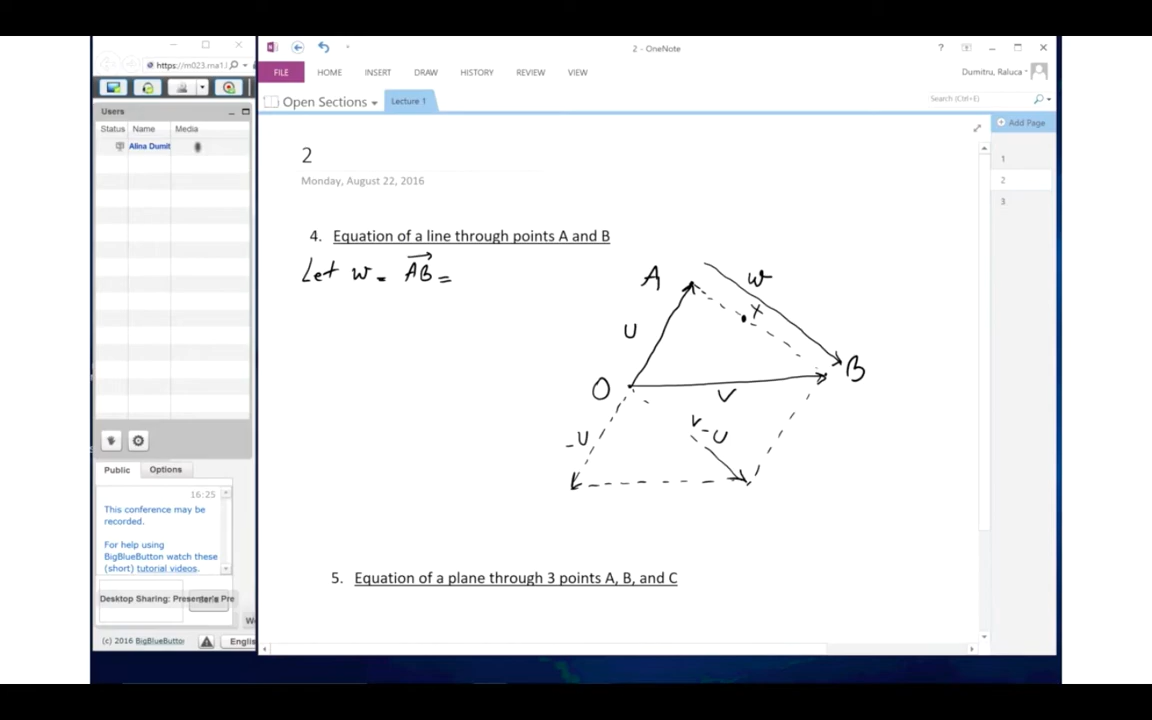 2 - OneNote
https://m023.rna1.l
FILE HOME INSERT DRAW HISTORY REVIEW VIEW
Dumitru, Raluca
Open Sections Lecture 1
Search (Ctrl+E)
Users
Status Name Media
Alina Dumit
Add Page
1
2
3
2
Monday, August 22, 2016
4. Equation of a line through points A and B
Let w = AB =
A
w
x
U
B
O
v
v-U
-U
5. Equation of a plane through 3 points A, B, and C
Public Options
16:25
This conference may be
recorded.
For help using
BigBlueButton watch these
(short) tutorial videos.
Desktop Sharing: Presenter's Pre
(c) 2016 BigBlueButto
English